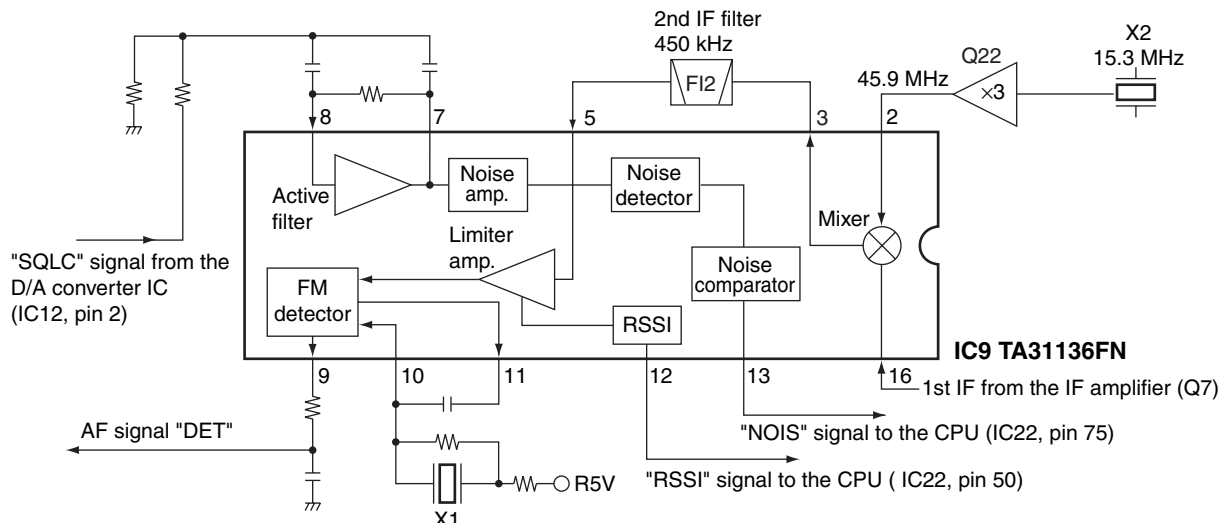 2nd IF filter
450 kHz
FI2
X2
15.3 MHz
Q22
×3
45.9 MHz
8
7
5
3
2
Active
filter
Noise
amp.
Noise
detector
Mixer
"SQLC" signal from the
D/A converter IC
(IC12, pin 2)
Limiter
amp.
FM
detector
Noise
comparator
RSSI
IC9 TA31136FN
9
10
11
12
13
16
1st IF from the IF amplifier (Q7)
AF signal "DET"
"NOIS" signal to the CPU (IC22, pin 75)
"RSSI" signal to the CPU ( IC22, pin 50)
R5V
X1